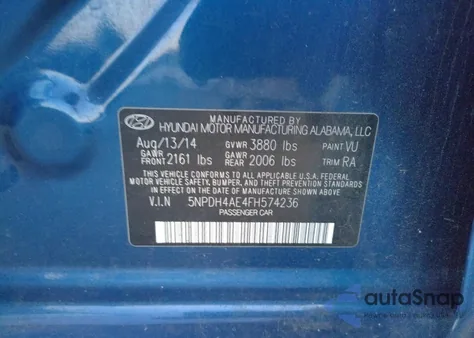 MANUFACTURED BY
HYUNDAI MOTOR MANUFACTURING ALABAMA, LLC
Aug/13/14 GVWR 3880 lbs PAINT VU
GAWR FRONT 2161 lbs GAWR REAR 2006 lbs TRIM RA
THIS VEHICLE CONFORMS TO ALL APPLICABLE U.S. FEDERAL
MOTOR VEHICLE SAFETY, BUMPER, AND THEFT PREVENTION STANDARDS
IN EFFECT ON THE DATE OF MANUFACTURE SHOWN ABOVE.
V.I.N 5NPDH4AE4FH574236
PASSENGER CAR
autoSnap
POWERED BY